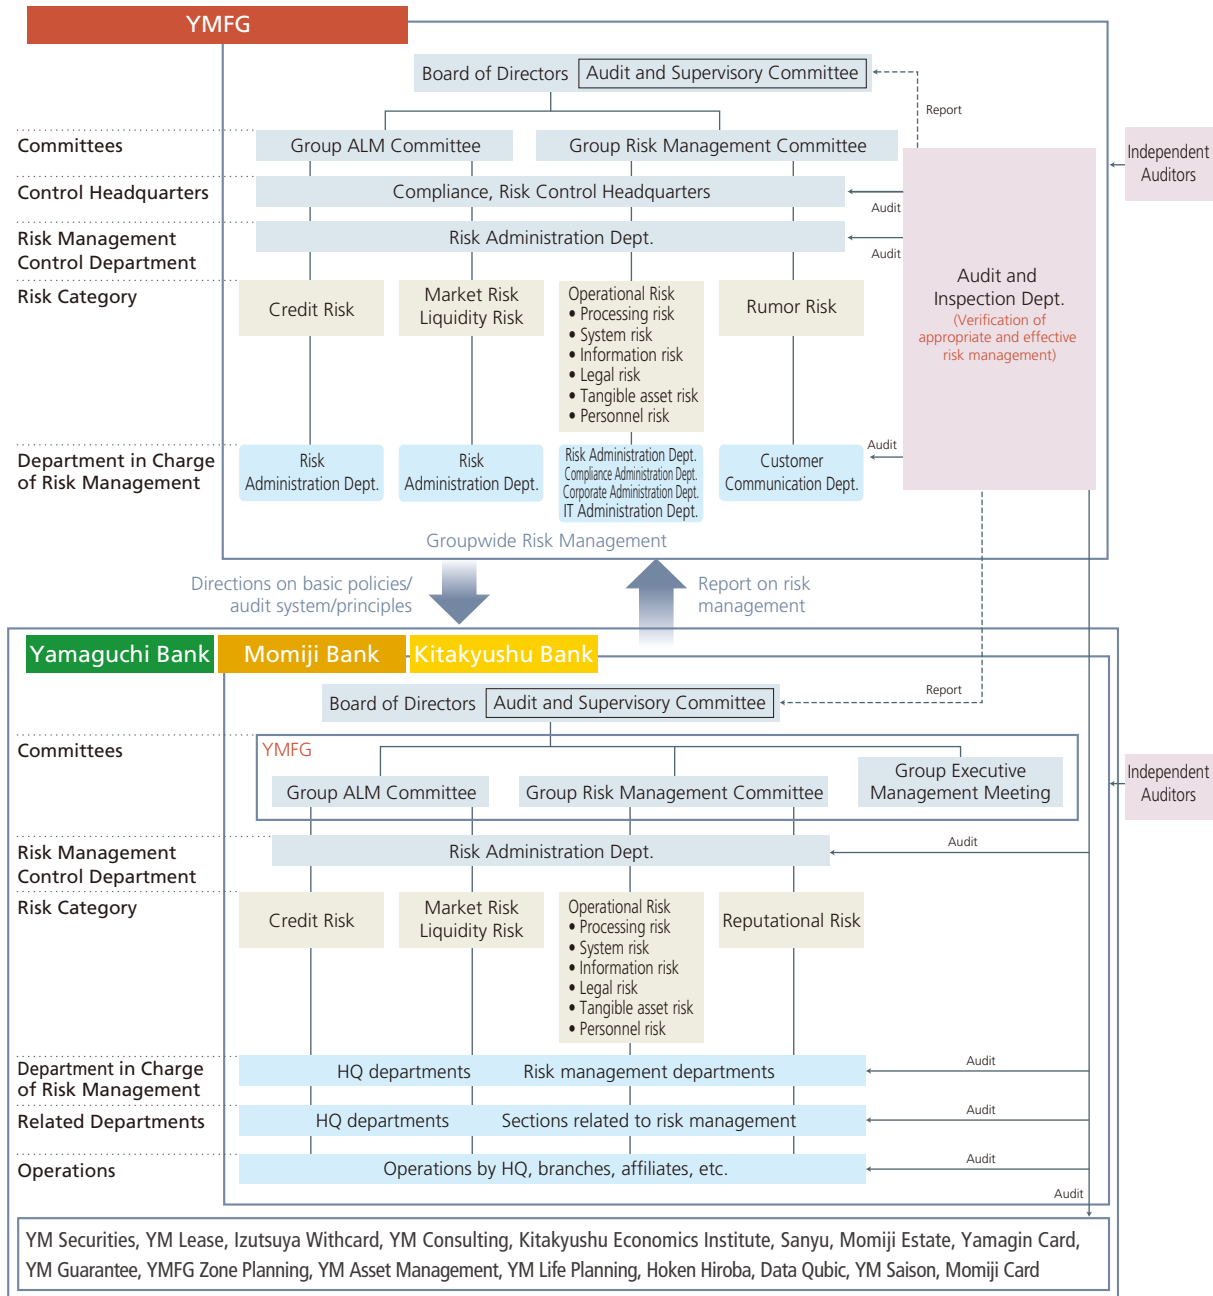 YMFG
Board of Directors
Audit and Supervisory Committee
Report
Committees
Group ALM Committee
Group Risk Management Committee
Independent
Auditors
Control Headquarters
Compliance, Risk Control Headquarters
Audit
Risk Management
Control Department
Risk Administration Dept.
Audit
Audit and
Inspection Dept.
(Verification of
appropriate and effective
risk management)
Risk Category
Credit Risk
Market Risk
Liquidity Risk
Operational Risk
• Processing risk
• System risk
• Information risk
• Legal risk
• Tangible asset risk
• Personnel risk
Rumor Risk
Department in Charge
of Risk Management
Risk
Administration Dept.
Risk
Administration Dept.
Risk Administration Dept.
Compliance Administration Dept.
Corporate Administration Dept.
IT Administration Dept.
Customer
Communication Dept.
Audit
Groupwide Risk Management
Directions on basic policies/
audit system/principles
Report on risk
management
Yamaguchi Bank
Momiji Bank
Kitakyushu Bank
Board of Directors
Audit and Supervisory Committee
Report
Committees
YMFG
Group ALM Committee
Group Risk Management Committee
Group Executive
Management Meeting
Independent
Auditors
Risk Management
Control Department
Risk Administration Dept.
Audit
Risk Category
Credit Risk
Market Risk
Liquidity Risk
Operational Risk
• Processing risk
• System risk
• Information risk
• Legal risk
• Tangible asset risk
• Personnel risk
Reputational Risk
Department in Charge
of Risk Management
HQ departments
Risk management departments
Audit
Related Departments
HQ departments
Sections related to risk management
Audit
Operations
Operations by HQ, branches, affiliates, etc.
Audit
Audit
YM Securities, YM Lease, Izutsuya Withcard, YM Consulting, Kitakyushu Economics Institute, Sanyu, Momiji Estate, Yamagin Card,
YM Guarantee, YMFG Zone Planning, YM Asset Management, YM Life Planning, Hoken Hiroba, Data Qubic, YM Saison, Momiji Card